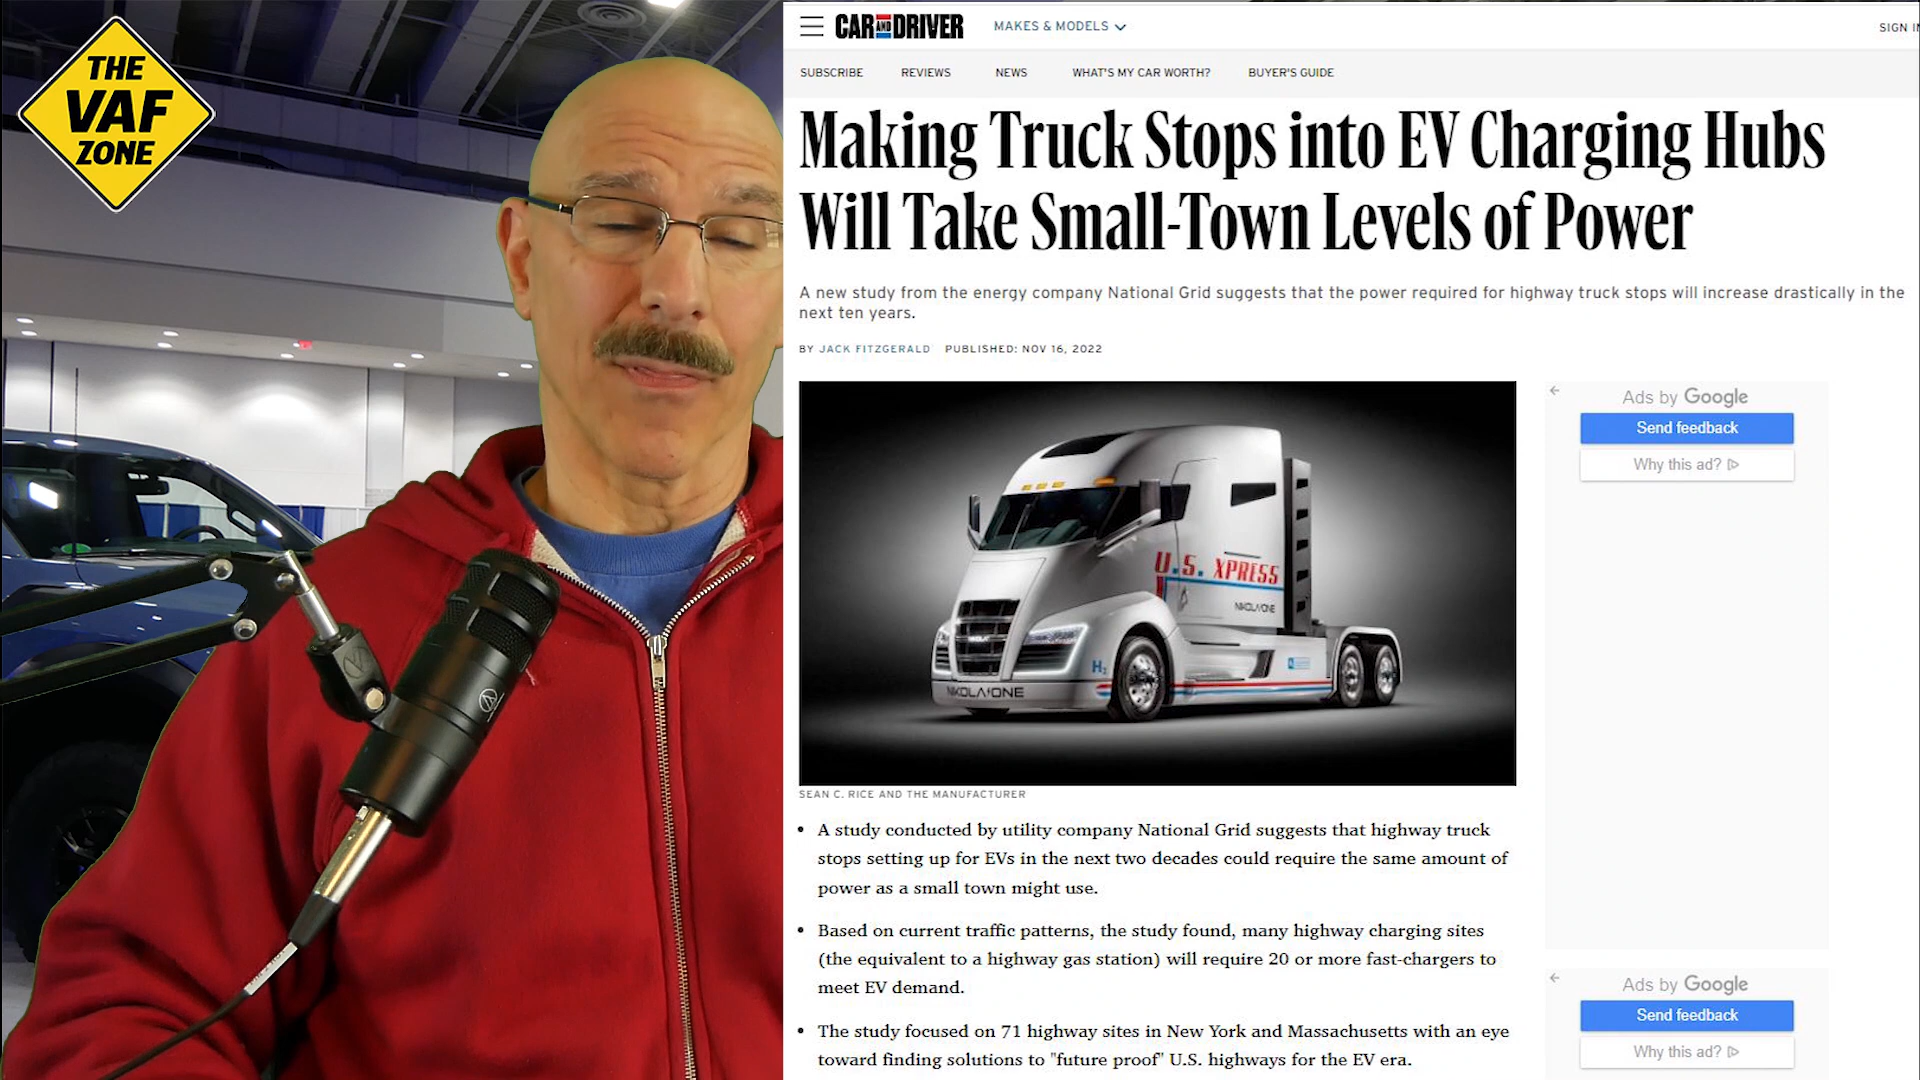 THE
VAF
ZONE
CAR AND DRIVER
MAKES & MODELS
SIGN IN
SUBSCRIBE
REVIEWS
NEWS
WHAT'S MY CAR WORTH?
BUYER'S GUIDE
Making Truck Stops into EV Charging Hubs
Will Take Small-Town Levels of Power
A new study from the energy company National Grid suggests that the power required for highway truck stops will increase drastically in the
next ten years.
BY JACK FITZGERALD PUBLISHED: NOV 16, 2022
U.S. XPRESS
NIKOLA ONE
H₂
NIKOLA ONE
SEAN C. RICE AND THE MANUFACTURER
Ads by Google
Send feedback
Why this ad?
• A study conducted by utility company National Grid suggests that highway truck
stops setting up for EVs in the next two decades could require the same amount of
power as a small town might use.
• Based on current traffic patterns, the study found, many highway charging sites
(the equivalent to a highway gas station) will require 20 or more fast-chargers to
meet EV demand.
• The study focused on 71 highway sites in New York and Massachusetts with an eye
toward finding solutions to "future proof" U.S. highways for the EV era.
Ads by Google
Send feedback
Why this ad?